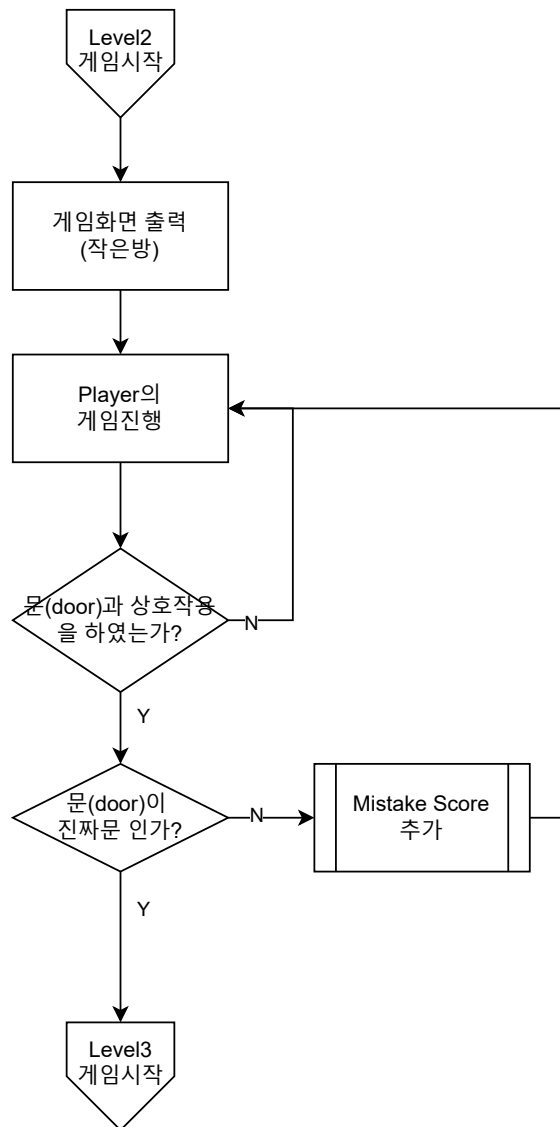 Level2
게임시작
게임화면 출력
(작은방)
Player의
게임진행
문(door)과 상호작용
을 하였는가?
N
Y
문(door)이
진짜문 인가?
N
Mistake Score
추가
Y
Level3
게임시작